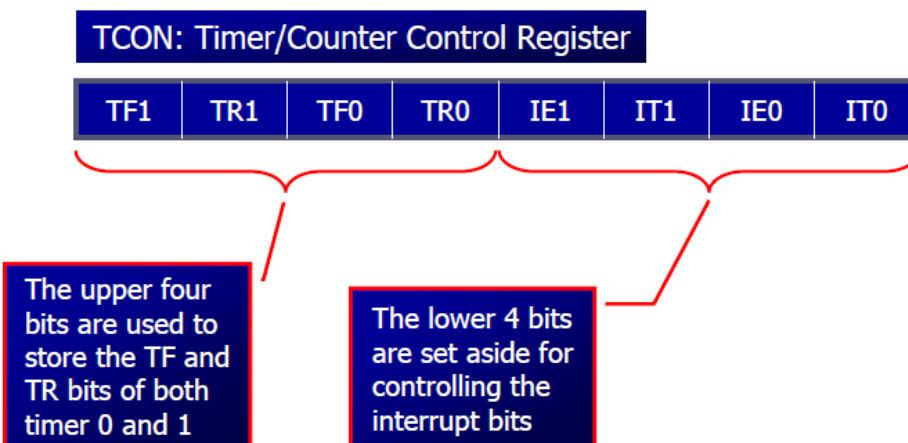 TCON: Timer/Counter Control Register
TF1 TR1 TF0 TR0 IE1 IT1 IE0 IT0
The upper four
bits are used to
store the TF and
TR bits of both
timer 0 and 1
The lower 4 bits
are set aside for
controlling the
interrupt bits